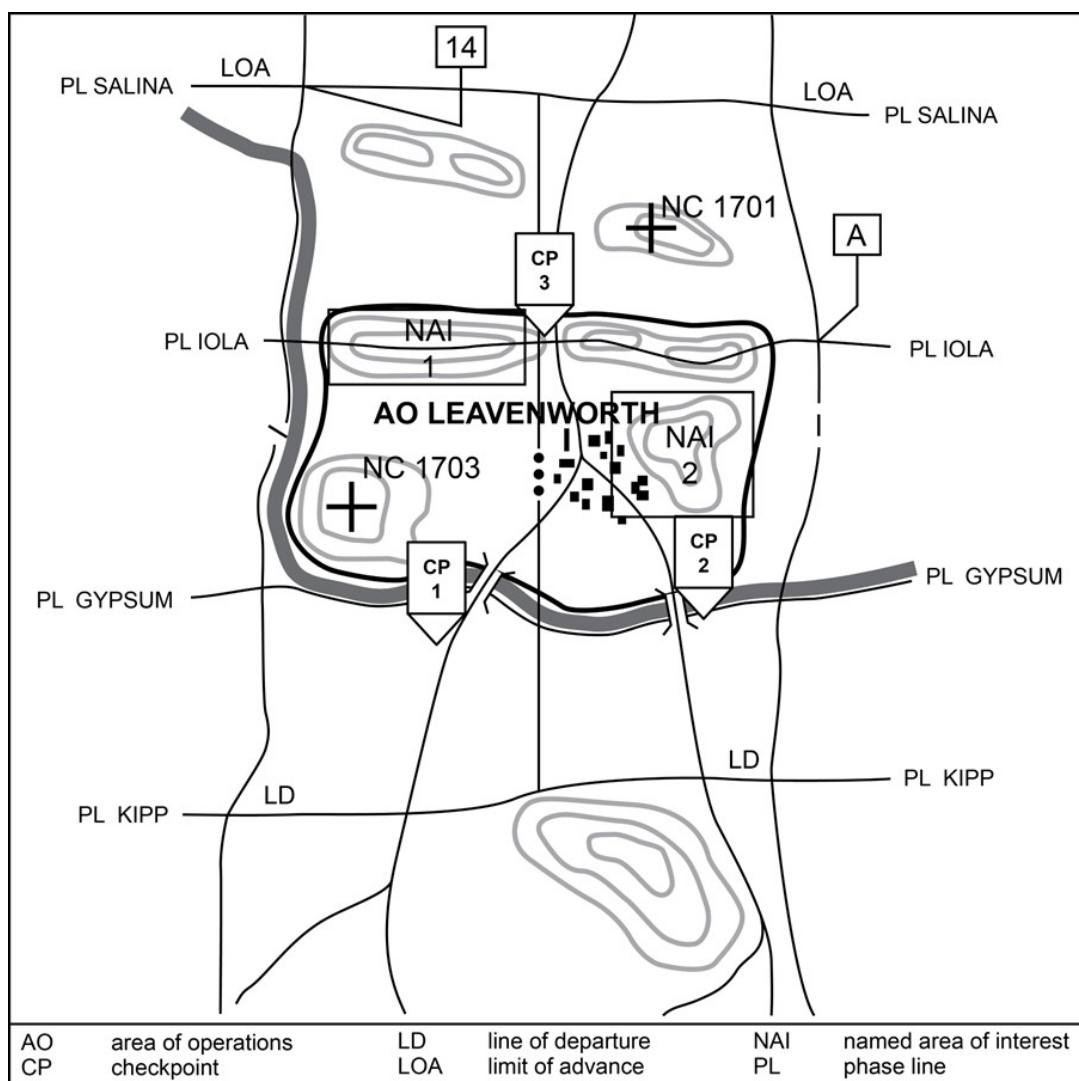 14
LOA
PL SALINA
LOA
PL SALINA
NC 1701
A
CP
3
NAI
1
PL IOLA
PL IOLA
AO LEAVENWORTH
NAI
2
NC 1703
CP
1
CP
2
PL GYPSUM
PL GYPSUM
LD
PL KIPP
LD
PL KIPP
AO area of operations LD line of departure NAI named area of interest
CP checkpoint LOA limit of advance PL phase line